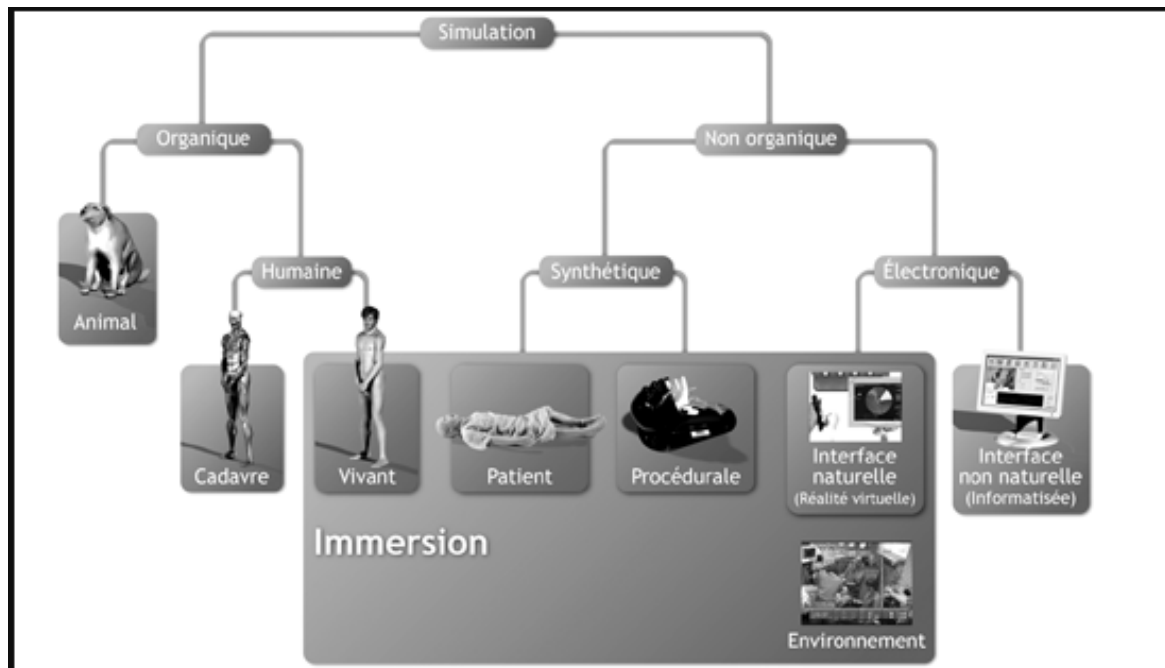 Simulation
Organique
Non organique
Humaine
Synthétique
Électronique
Animal
Cadavre
Vivant
Patient
Procédurale
Interface
naturelle
(Réalité virtuelle)
Interface
non naturelle
(Informatisée)
Immersion
Environnement